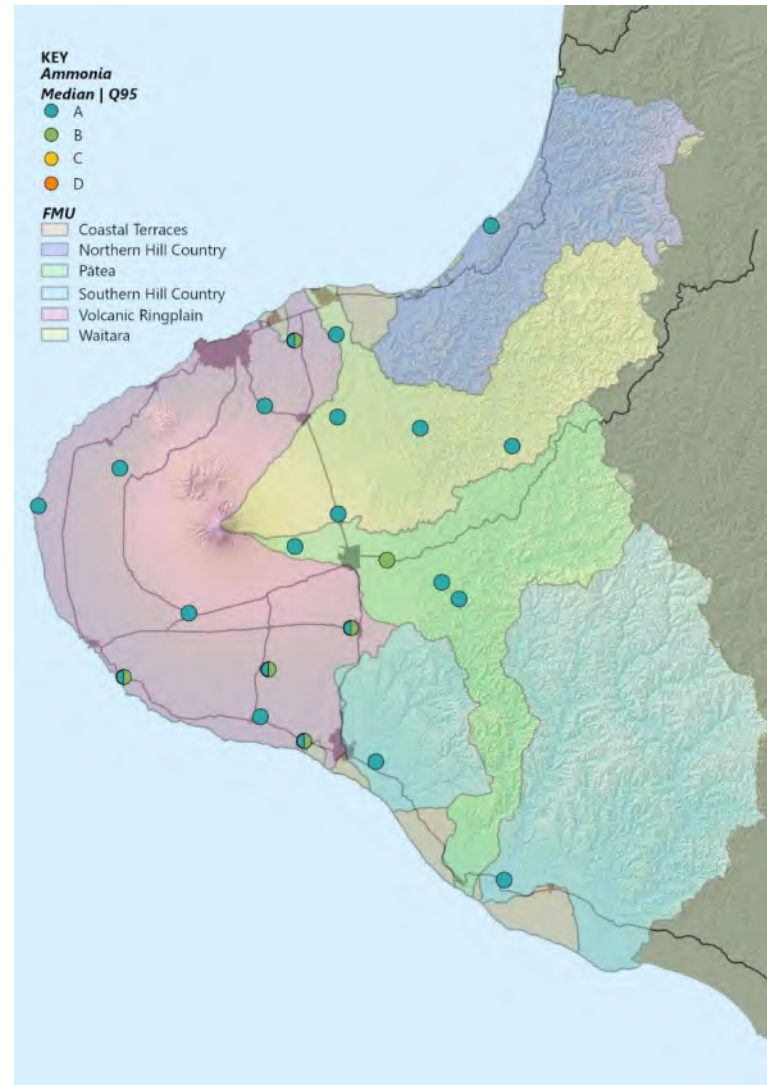 KEY
Ammonia
Median | Q95
A
B
C
D
FMU
Coastal Terraces
Northern Hill Country
Pātea
Southern Hill Country
Volcanic Ringplain
Waitara